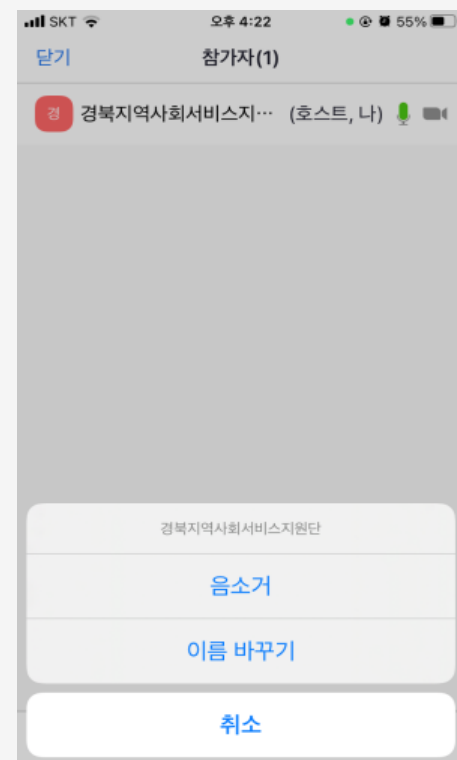 SKT 오후 4:22 55%
닫기 참가자(1)
경 경북지역사회서비스지… (호스트, 나)
경북지역사회서비스지원단
음소거
이름 바꾸기
취소